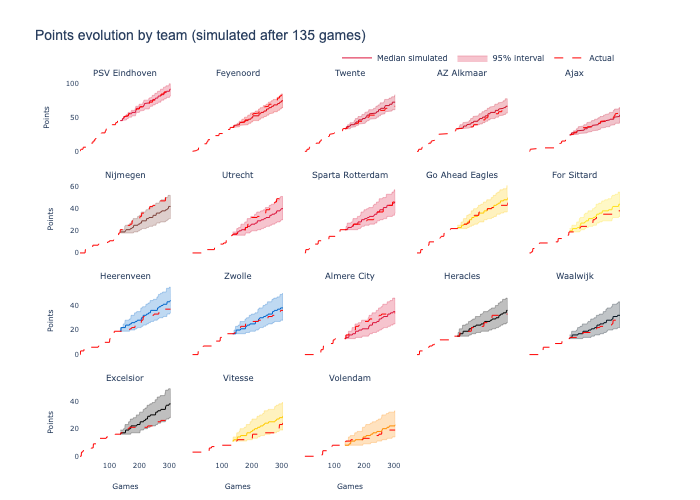 Points evolution by team (simulated after 135 games)
Median simulated 95% interval Actual
PSV Eindhoven Feyenoord Twente AZ Alkmaar Ajax
100
50
0
Points
Nijmegen Utrecht Sparta Rotterdam Go Ahead Eagles For Sittard
60
40
20
0
Points
Heerenveen Zwolle Almere City Heracles Waalwijk
40
20
0
Points
Excelsior Vitesse Volendam
40
20
0
Points
100 200 300 100 200 300 100 200 300
Games Games Games